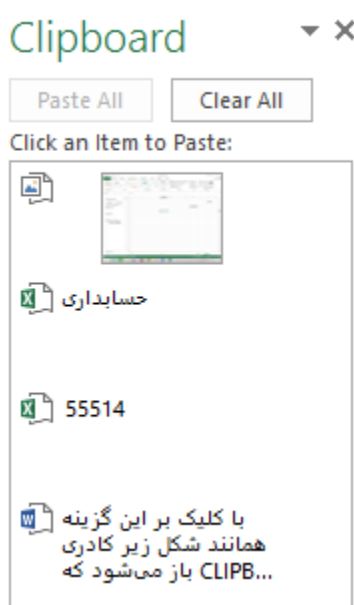 Clipboard
Paste All
Clear All
Click an Item to Paste:
حسابداری
55514
با کلیک بر این گزینه
همانند شکل زیر کادری
باز می‌شود که CLIPB...